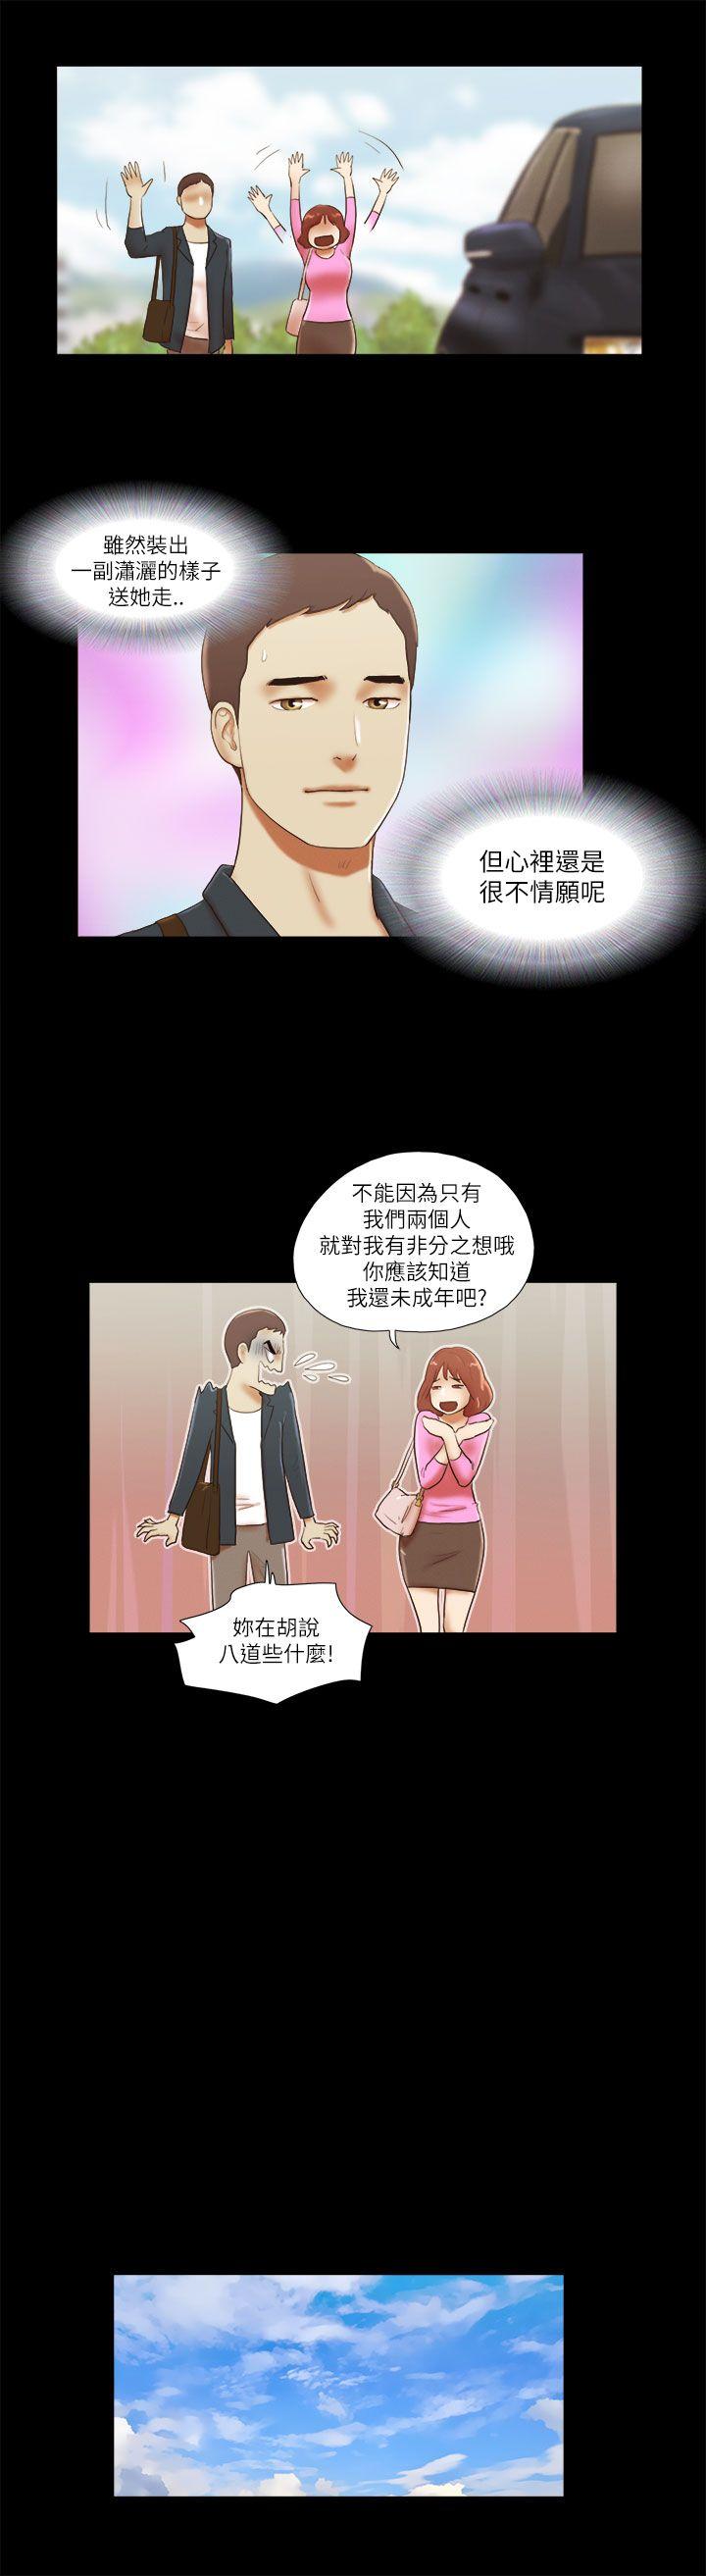 雖然裝出
一副瀟灑的樣子
送她走..
但心裡還是
很不情願呢
不能因為只有
我們兩個人
就對我有非分之想哦
你應該知道
我還未成年吧?
妳在胡說
八道些什麼!